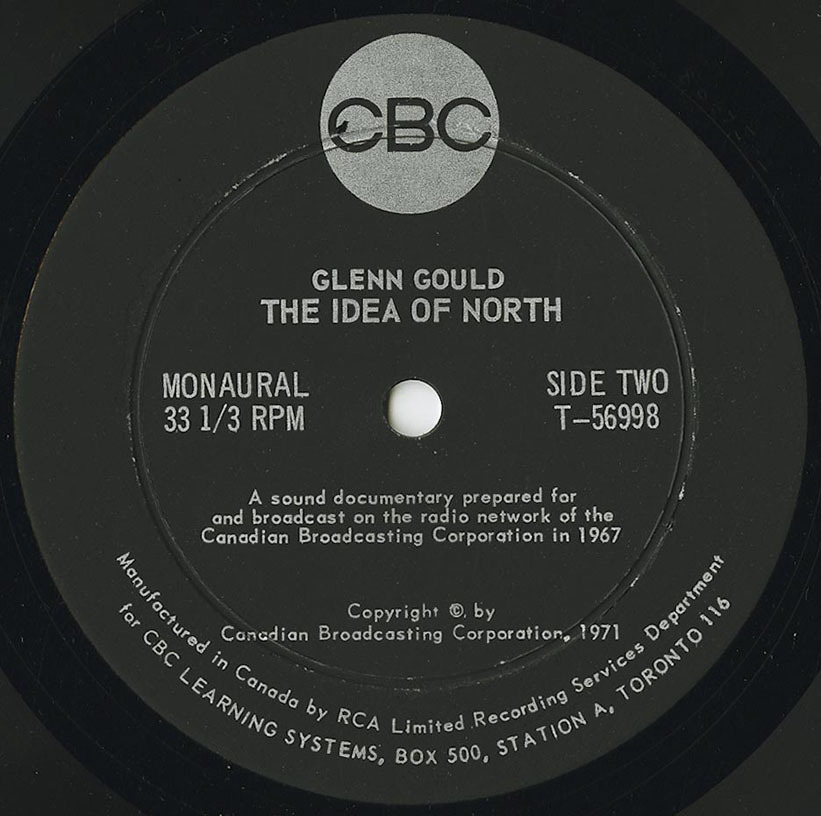 CBC
GLENN GOULD
THE IDEA OF NORTH
MONAURAL
33 1/3 RPM
SIDE TWO
T-56998
A sound documentary prepared for
and broadcast on the radio network of the
Canadian Broadcasting Corporation in 1967
Copyright ©, by
Canadian Broadcasting Corporation, 1971
Manufactured in Canada by RCA Limited Recording Services Department
for CBC LEARNING SYSTEMS, BOX 500, STATION A, TORONTO 116